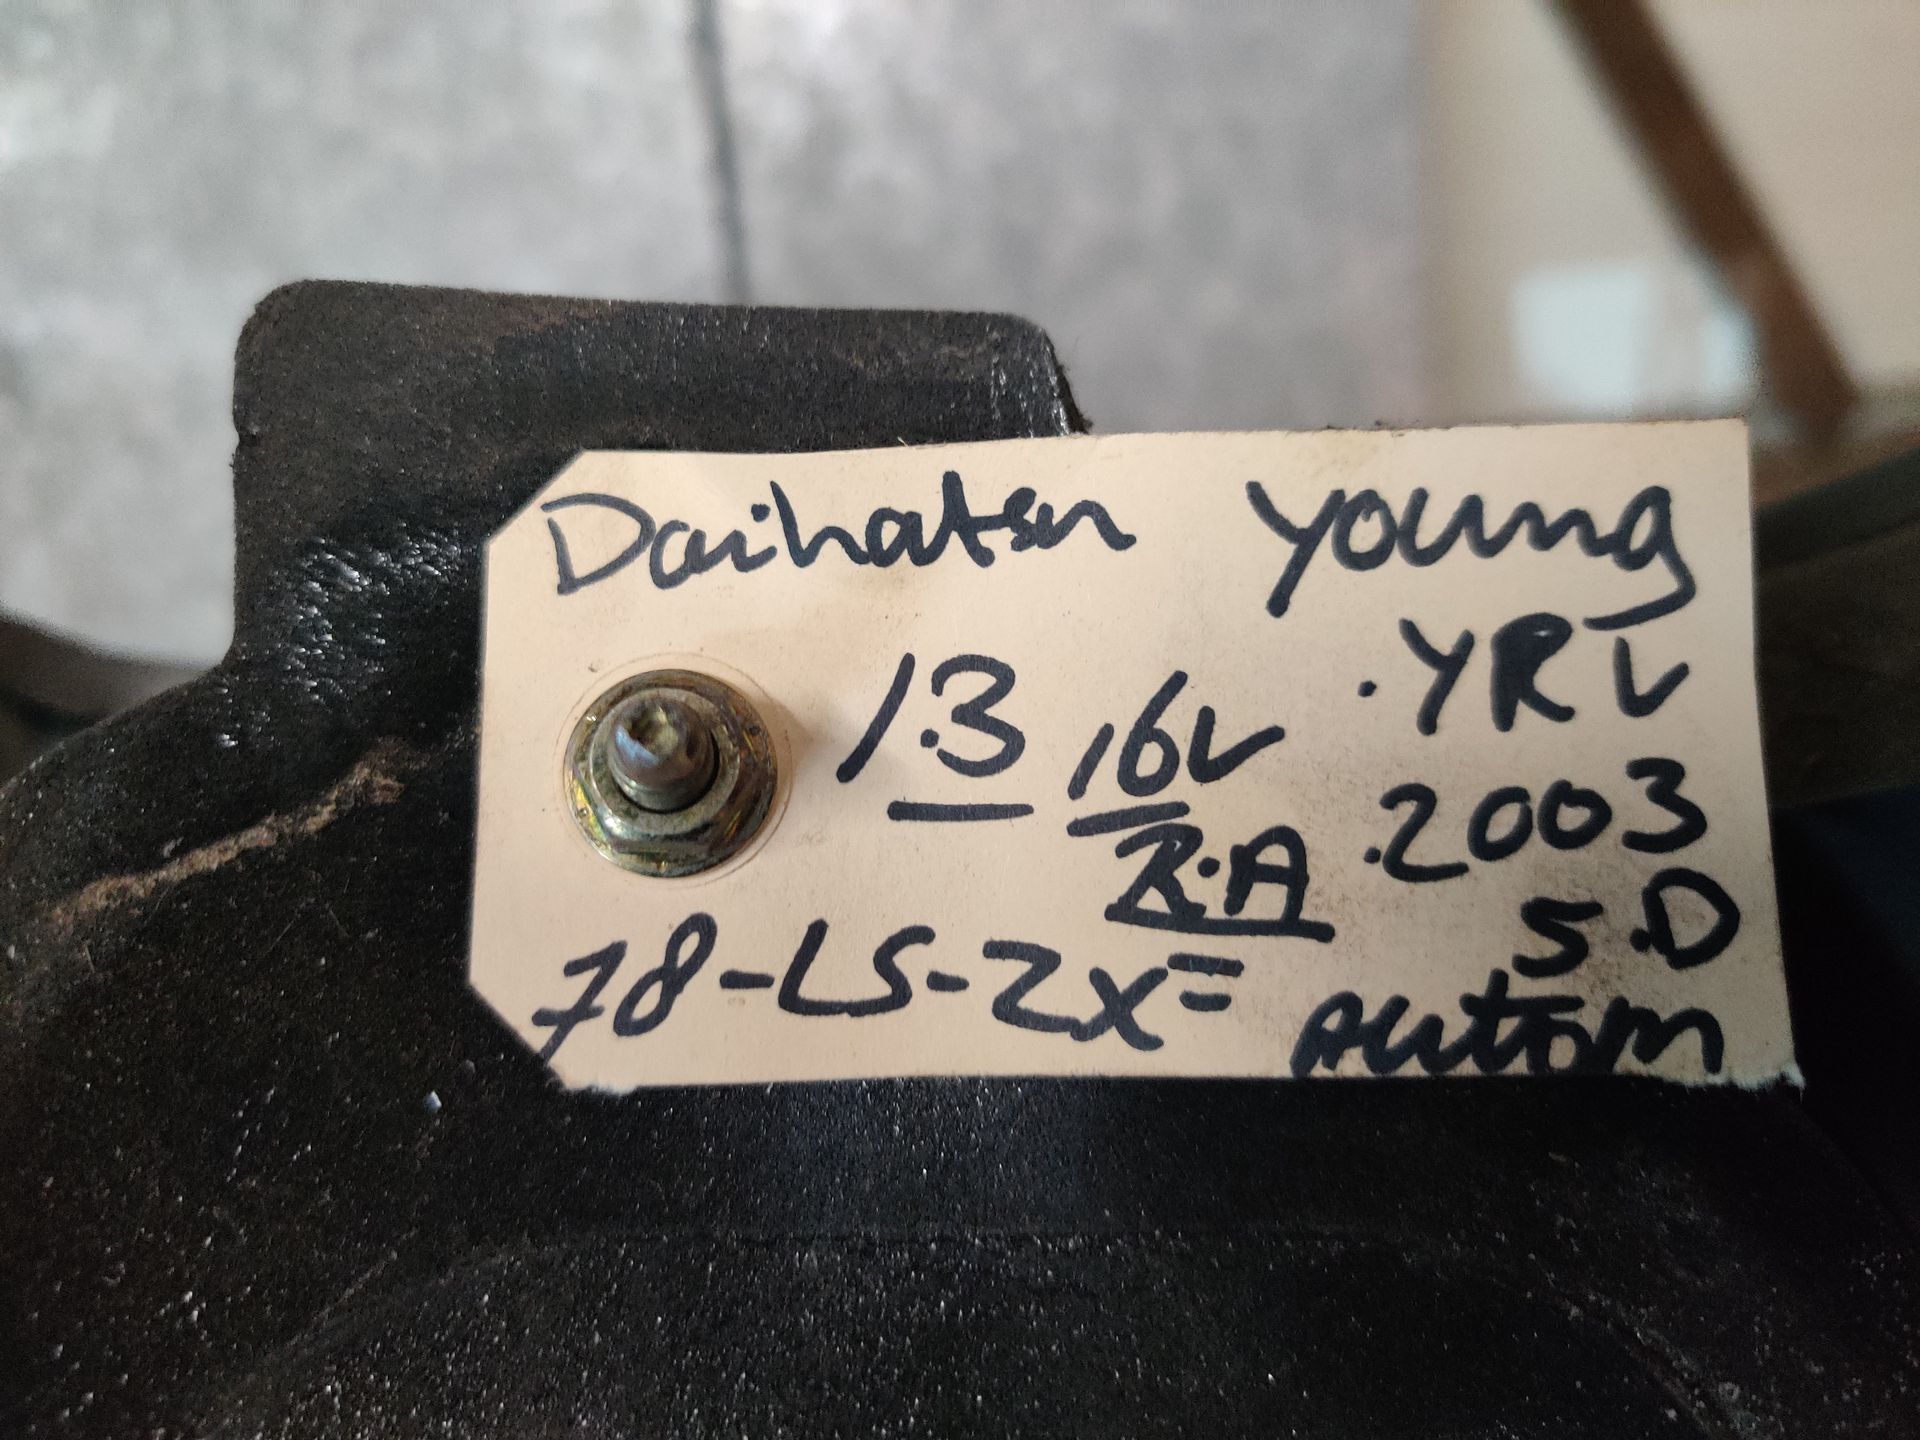 Daihatsu young
1.3 16V .YRV
R.A .2003
5.D
78-LS-ZX=
Autom